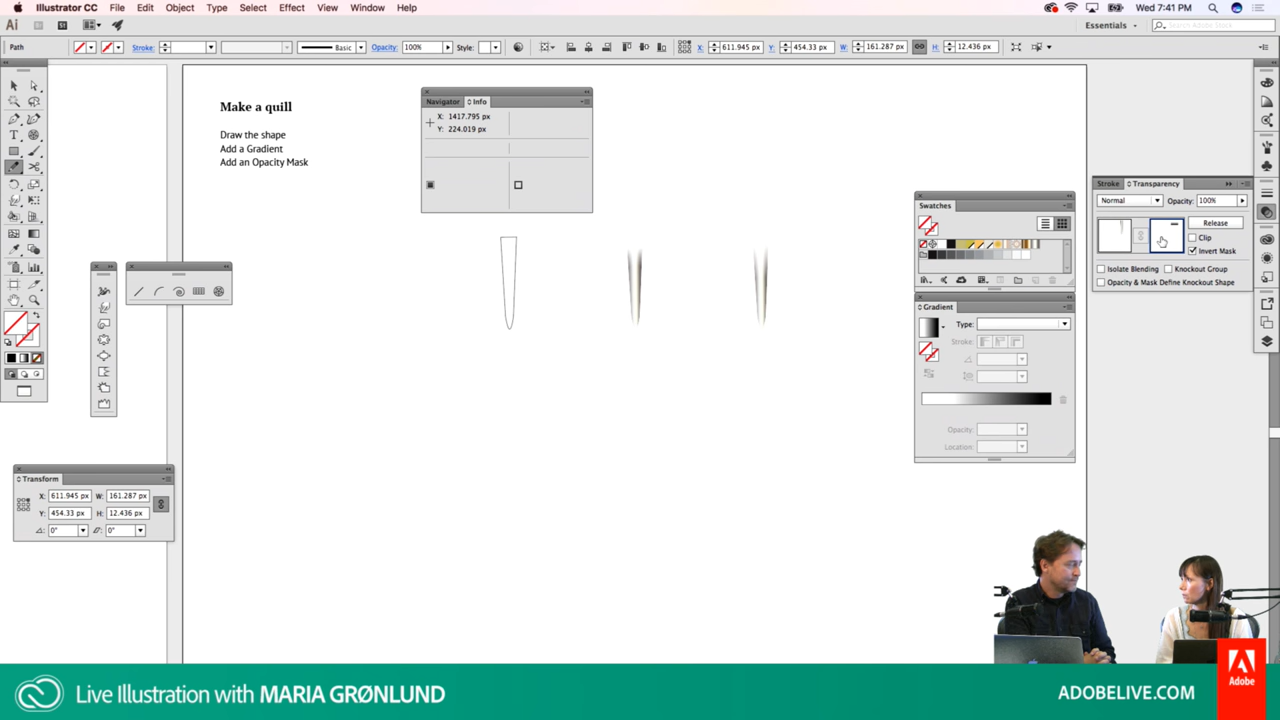 Illustrator CC File Edit Object Type Select Effect View Window Help Wed 7:41 PM
Ai Essentials Search Adobe Stock
Path Stroke: Basic Opacity: 100% Style: X: 611.945 px Y: 454.33 px W: 161.287 px H: 12.436 px
Make a quill
Draw the shape
Add a Gradient
Add an Opacity Mask
Navigator Info
X: 1417.795 px
Y: 224.019 px
Stroke Transparency
Normal Opacity: 100%
Release
Clip
Invert Mask
Isolate Blending Knockout Group
Opacity & Mask Define Knockout Shape
Swatches
Gradient
Type:
Stroke:
Opacity:
Location:
Transform
X: 611.945 px W: 161.287 px
Y: 454.33 px H: 12.436 px
0° 0°
Live Illustration with MARIA GRØNLUND
ADOBELIVE.COM
Adobe